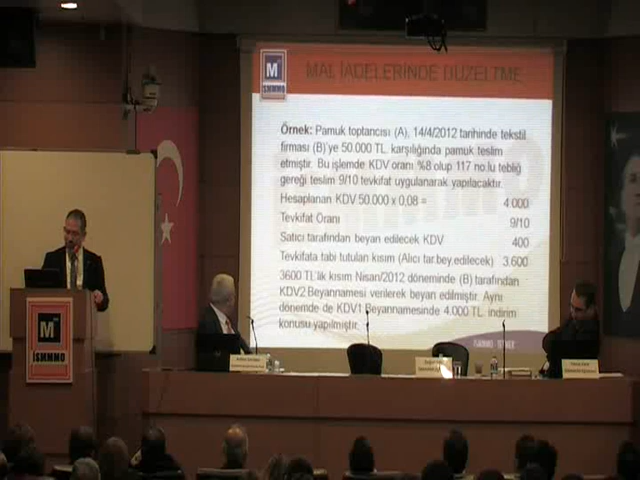 MAL İADELERİNDE DÜZELTME
M
İSMMMO
Örnek: Pamuk toptancısı (A), 14/4/2012 tarihinde tekstil
firması (B)'ye 50.000 TL karşılığında pamuk teslim
etmiştir. Bu işlemde KDV oranı %8 olup 117 no.lu tebliğ
gereği teslim 9/10 tevkifat uygulanarak yapılacaktır.
Hesaplanan KDV 50.000 x 0,08 = 4 000
Tevkifat Oranı 9/10
Satıcı tarafından beyan edilecek KDV 400
Tevkifata tabi tutulan kısım (Alıcı tar.bey.edilecek) 3.600
3600 TL'lik kısım Nisan/2012 döneminde (B) tarafından
KDV2 Beyannamesi verilerek beyan edilmiştir. Aynı
dönemde de KDV1 Beyannamesinde 4.000 TL indirim
konusu yapılmıştır.
M
İSMMMO